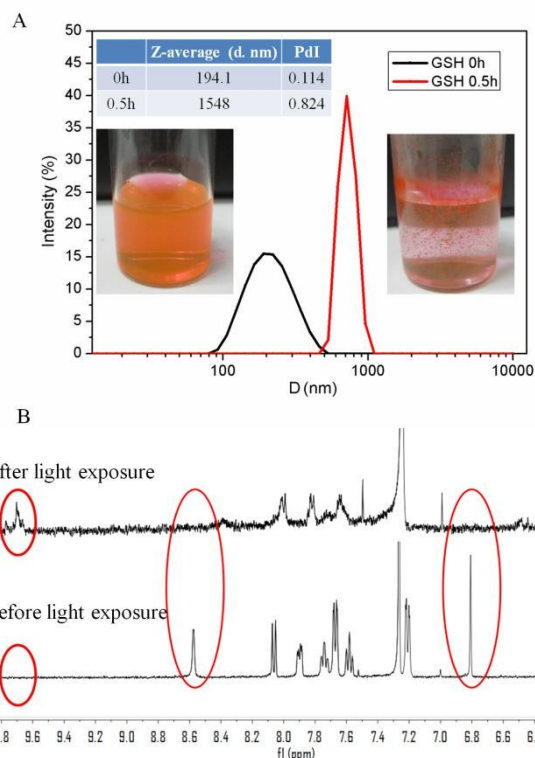 A
Z-average (d. nm) PdI
0h 194.1 0.114
0.5h 1548 0.824
GSH 0h
GSH 0.5h
50
45
40
35
30
25
20
15
10
5
0
Intensity (%)
100 1000 10000
D (nm)
B
fter light exposure
efore light exposure
9.6 9.4 9.2 9.0 8.8 8.6 8.4 8.2 8.0 7.8 7.6 7.4 7.2 7.0 6.8 6.6
f1 (ppm)